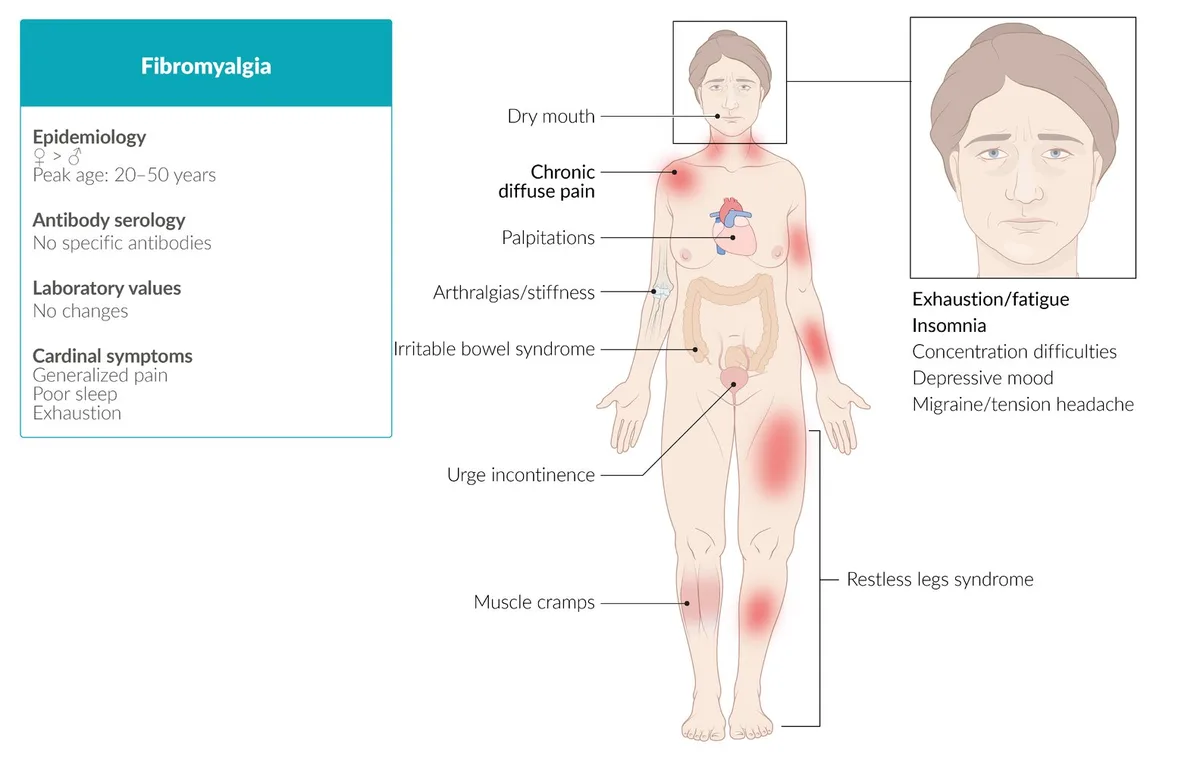 Fibromyalgia
Epidemiology
♀ > ♂
Peak age: 20–50 years
Antibody serology
No specific antibodies
Laboratory values
No changes
Cardinal symptoms
Generalized pain
Poor sleep
Exhaustion
Dry mouth
Chronic
diffuse pain
Palpitations
Arthralgias/stiffness
Irritable bowel syndrome
Urge incontinence
Muscle cramps
Exhaustion/fatigue
Insomnia
Concentration difficulties
Depressive mood
Migraine/tension headache
Restless legs syndrome